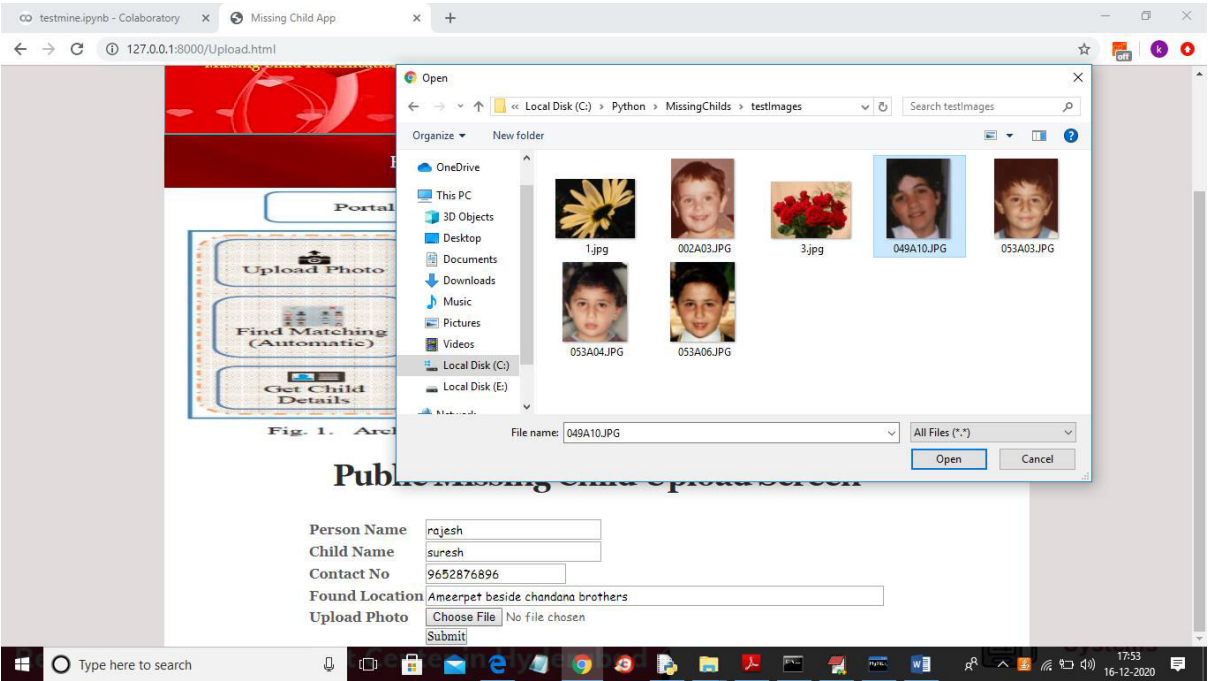 testmine.ipynb - Colaboratory
Missing Child App
127.0.0.1:8000/Upload.html
off
k
Open
« Local Disk (C:) › Python › MissingChilds › testImages
Search testImages
Organize
New folder
OneDrive
This PC
3D Objects
Desktop
Documents
Downloads
Music
Pictures
Videos
Local Disk (C:)
Local Disk (E:)
1.jpg
002A03.JPG
3.jpg
049A10.JPG
053A03.JPG
053A04.JPG
053A06.JPG
File name: 049A10.JPG
All Files (*.*)
Open
Cancel
Portal
Upload Photo
Find Matching
(Automatic)
Get Child
Details
Fig. 1.
Public Missing Child Upload Screen
Person Name rajesh
Child Name suresh
Contact No 9652876896
Found Location Ameerpet beside chandana brothers
Upload Photo Choose File No file chosen
Submit
Type here to search
17:53
16-12-2020